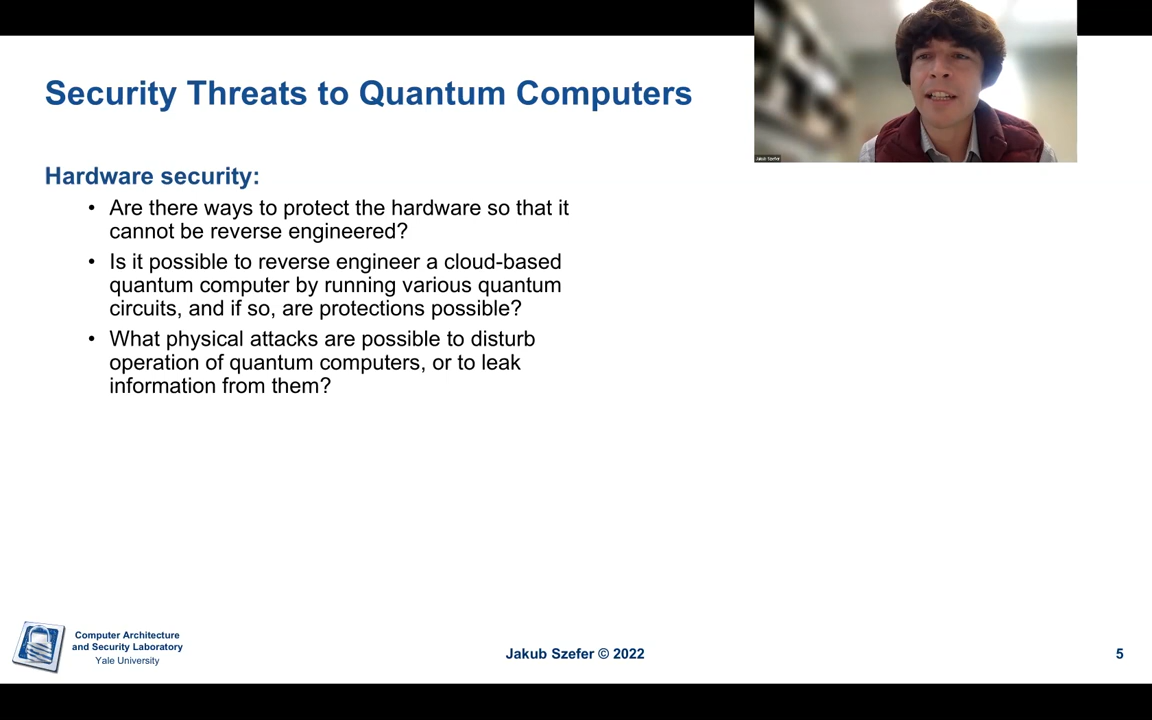 Security Threats to Quantum Computers
Jakub Szefer
Hardware security:
• Are there ways to protect the hardware so that it
cannot be reverse engineered?
• Is it possible to reverse engineer a cloud-based
quantum computer by running various quantum
circuits, and if so, are protections possible?
• What physical attacks are possible to disturb
operation of quantum computers, or to leak
information from them?
Computer Architecture
and Security Laboratory
Yale University
Jakub Szefer © 2022
5